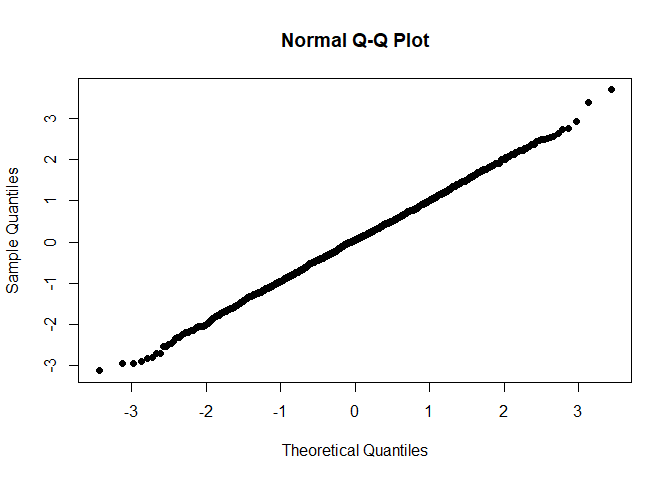 Normal Q-Q Plot
Sample Quantiles
3
2
1
0
-1
-2
-3
-3 -2 -1 0 1 2 3
Theoretical Quantiles